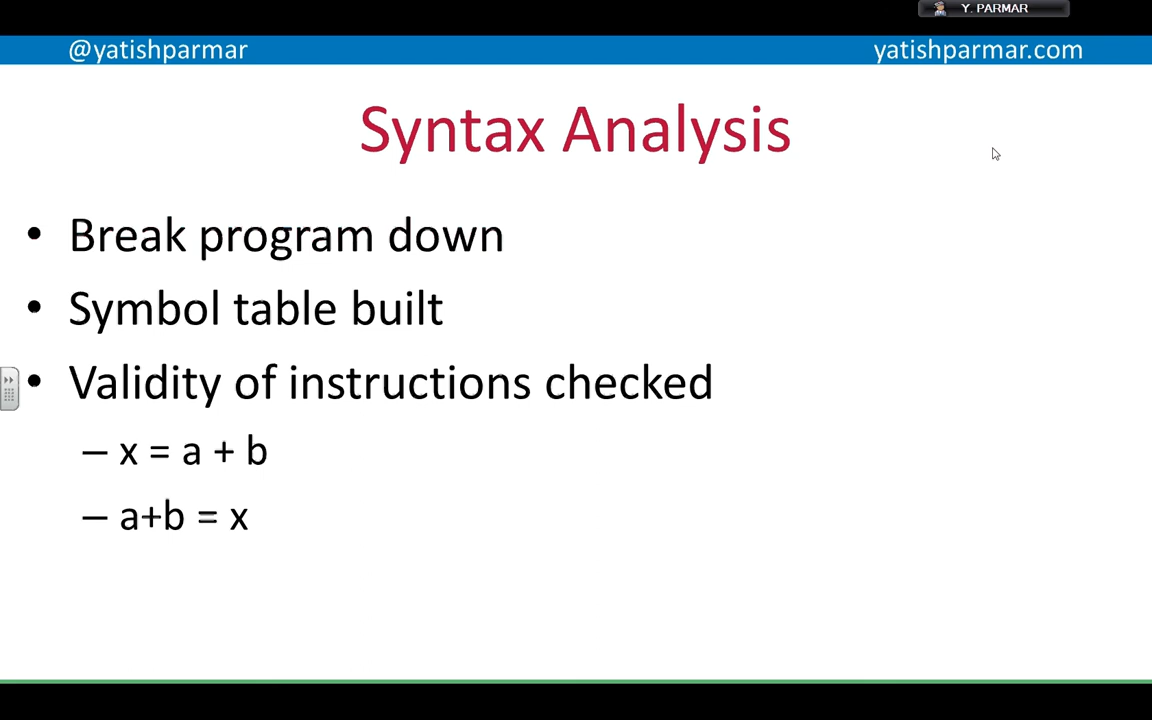 Y. PARMAR
@yatishparmar yatishparmar.com
Syntax Analysis
• Break program down
• Symbol table built
• Validity of instructions checked
– x = a + b
– a+b = x